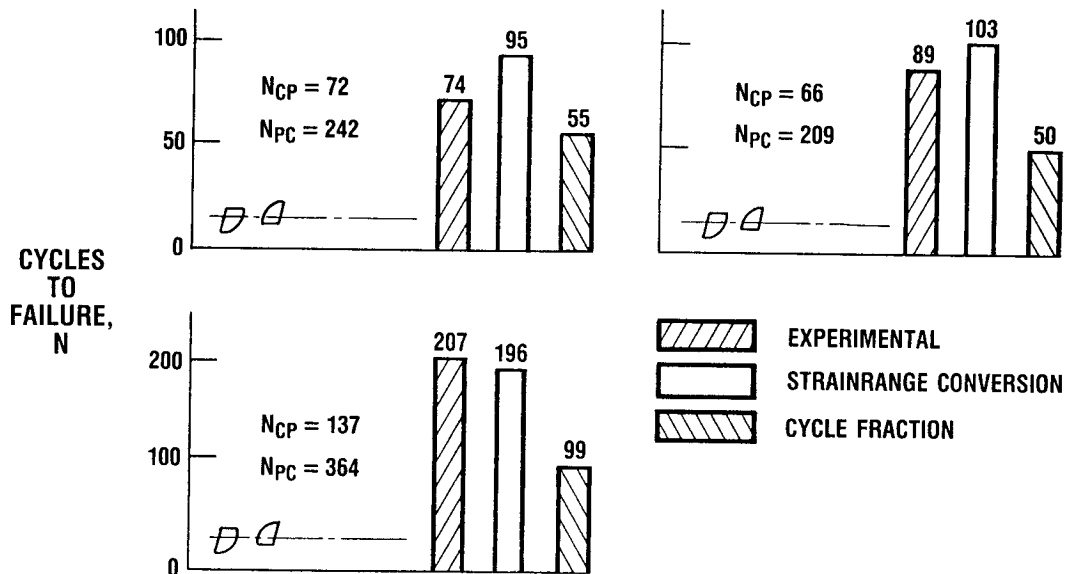 100
50
0
N_CP = 72
N_PC = 242
74
95
55
N_CP = 66
N_PC = 209
89
103
50
CYCLES
TO
FAILURE,
N
200
100
0
N_CP = 137
N_PC = 364
207
196
99
EXPERIMENTAL
STRAINRANGE CONVERSION
CYCLE FRACTION